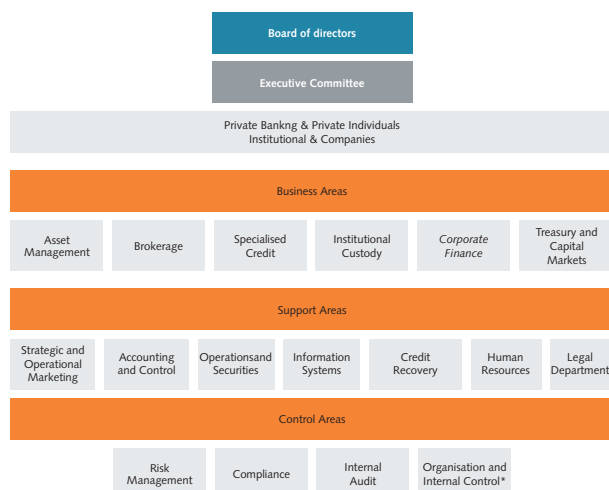 Board of directors
Executive Committee
Private Bankng & Private Individuals
Institutional & Companies
Business Areas
Asset
Management
Brokerage
Specialised
Credit
Institutional
Custody
Corporate
Finance
Treasury and
Capital
Markets
Support Areas
Strategic and
Operational
Marketing
Accounting
and Control
Operationsand
Securities
Information
Systems
Credit
Recovery
Human
Resources
Legal
Department
Control Areas
Risk
Management
Compliance
Internal
Audit
Organisation and
Internal Control*